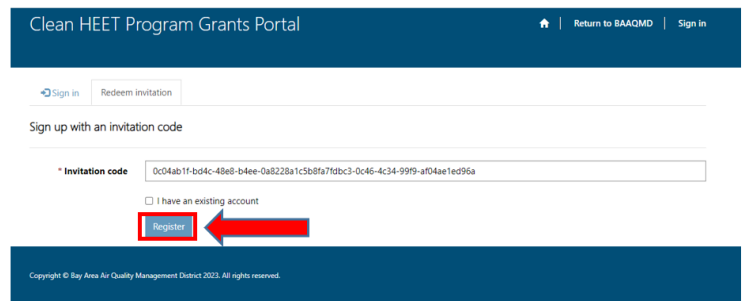 Clean HEET Program Grants Portal
Return to BAAQMD
Sign in
Sign in
Redeem invitation
Sign up with an invitation code
* Invitation code
0c04ab1f-bd4c-48e8-b4ee-0a8228a1c5b8fa7fdbc3-0c46-4c34-99f9-af04ae1ed96a
I have an existing account
Register
Copyright © Bay Area Air Quality Management District 2023. All rights reserved.